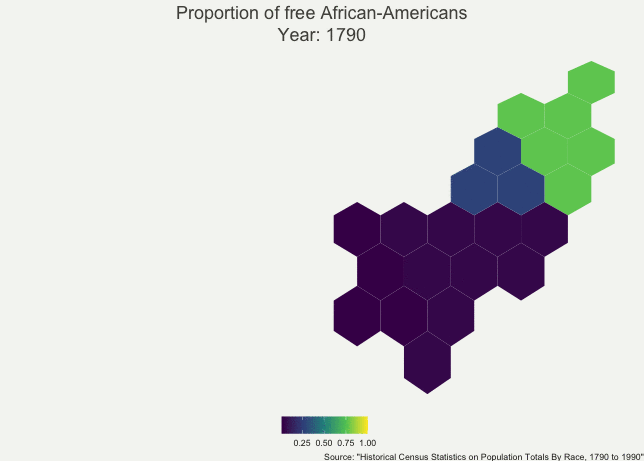 Proportion of free African-Americans
Year: 1790
0.25 0.50 0.75 1.00
Source: "Historical Census Statistics on Population Totals By Race, 1790 to 1990"